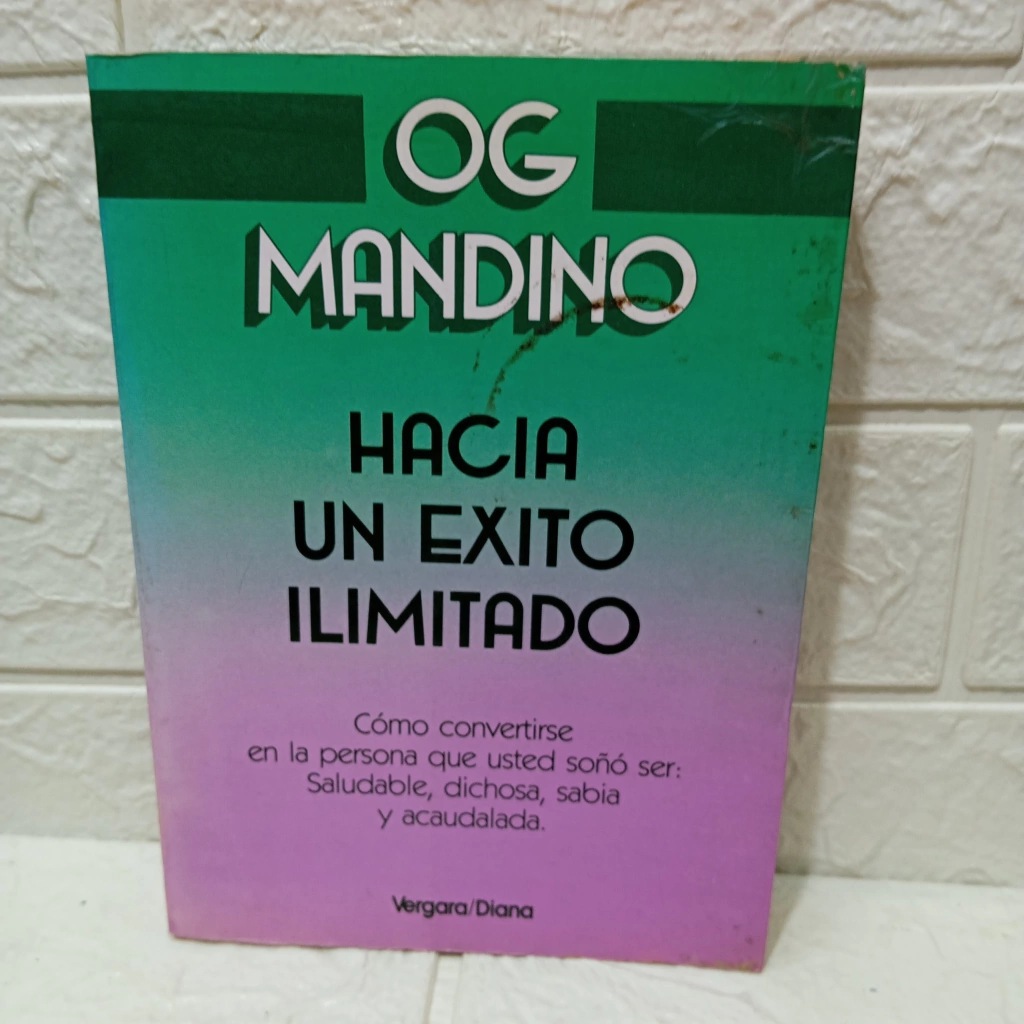 OG
MANDINO
HACIA
UN EXITO
ILIMITADO
Cómo convertirse
en la persona que usted soñó ser:
Saludable, dichosa, sabia
y acaudalada.
Vergara/Diana